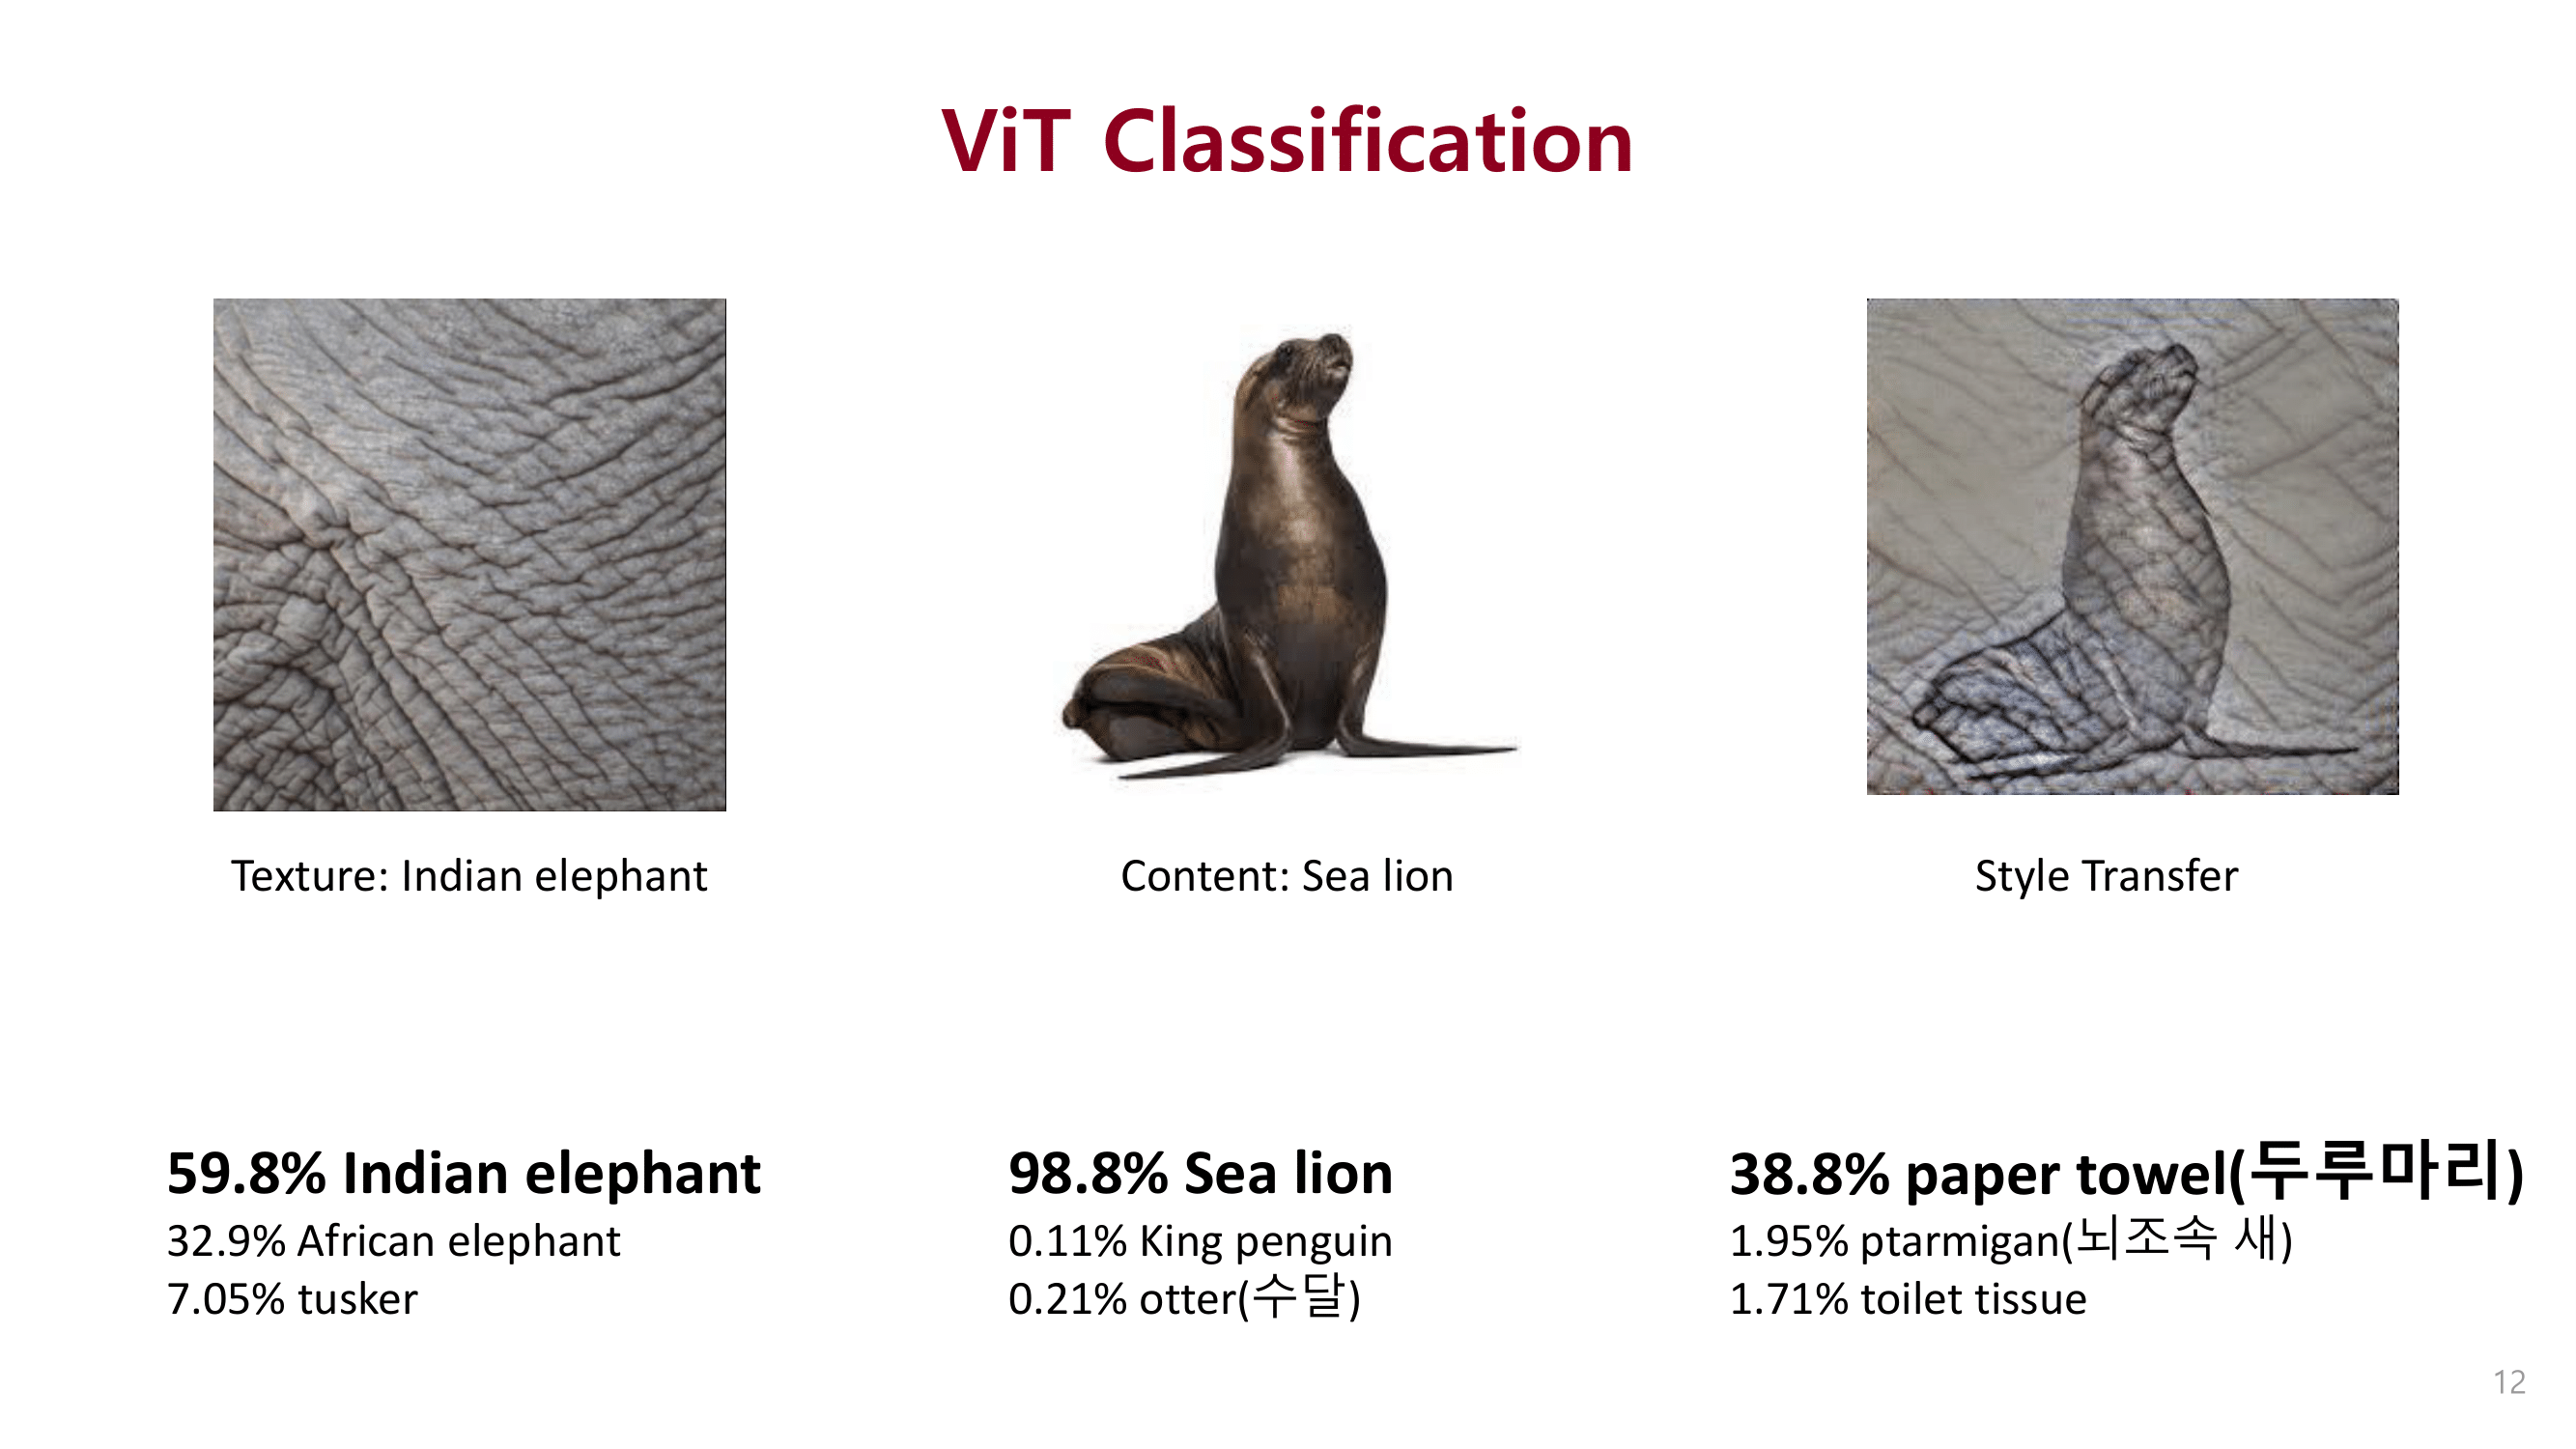 ViT Classification
Texture: Indian elephant
Content: Sea lion
Style Transfer
59.8% Indian elephant
32.9% African elephant
7.05% tusker
98.8% Sea lion
0.11% King penguin
0.21% otter(수달)
38.8% paper towel(두루마리)
1.95% ptarmigan(뇌조속 새)
1.71% toilet tissue
12